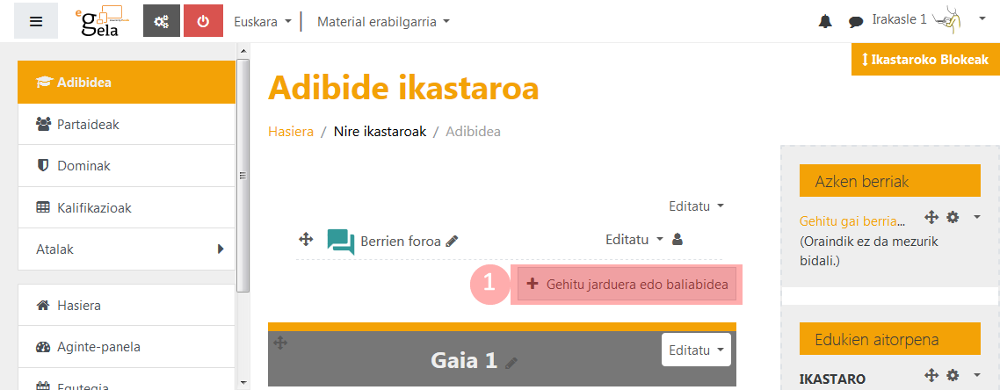 e gela
Euskara
Material erabilgarria
Irakasle 1
Ikastaroko Blokeak
Adibidea
Partaideak
Dominak
Kalifikazioak
Atalak
Hasiera
Aginte-panela
Egutegia
Adibide ikastaroa
Hasiera / Nire ikastaroak / Adibidea
Editatu
Berrien foroa
Editatu
1
+ Gehitu jarduera edo baliabidea
Gaia 1
Editatu
Azken berriak
Gehitu gai berria...
(Oraindik ez da mezurik
bidali.)
Edukien aitorpena
IKASTARO